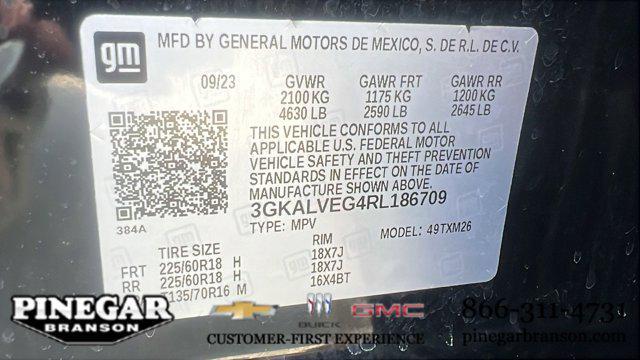 gm
MFD BY GENERAL MOTORS DE MEXICO, S. DE R.L. DE C.V.
09/23 GVWR GAWR FRT GAWR RR
2100 KG 1175 KG 1200 KG
4630 LB 2590 LB 2645 LB
THIS VEHICLE CONFORMS TO ALL
APPLICABLE U.S. FEDERAL MOTOR
VEHICLE SAFETY AND THEFT PREVENTION
STANDARDS IN EFFECT ON THE DATE OF
MANUFACTURE SHOWN ABOVE.
3GKALVEG4RL186709
384A
TYPE: MPV MODEL: 49TXM26
TIRE SIZE RIM
FRT 225/60R18 H 18X7J
RR 225/60R18 H 18X7J
T135/70R16 M 16X4BT
PINEGAR
BRANSON
BUICK
GMC
CUSTOMER-FIRST EXPERIENCE
866-311-4731
pinegarbranson.com